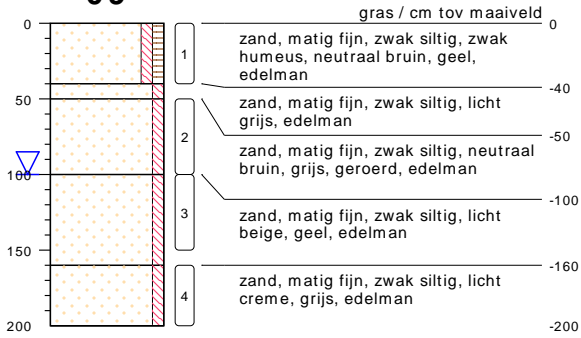 gras / cm tov maaiveld
0
0
zand, matig fijn, zwak siltig, zwak
humeus, neutraal bruin, geel,
edelman
1
-40
zand, matig fijn, zwak siltig, licht
grijs, edelman
50
-50
2
zand, matig fijn, zwak siltig, neutraal
bruin, grijs, geroerd, edelman
100
-100
3
zand, matig fijn, zwak siltig, licht
beige, geel, edelman
150
-160
4
zand, matig fijn, zwak siltig, licht
creme, grijs, edelman
200
-200